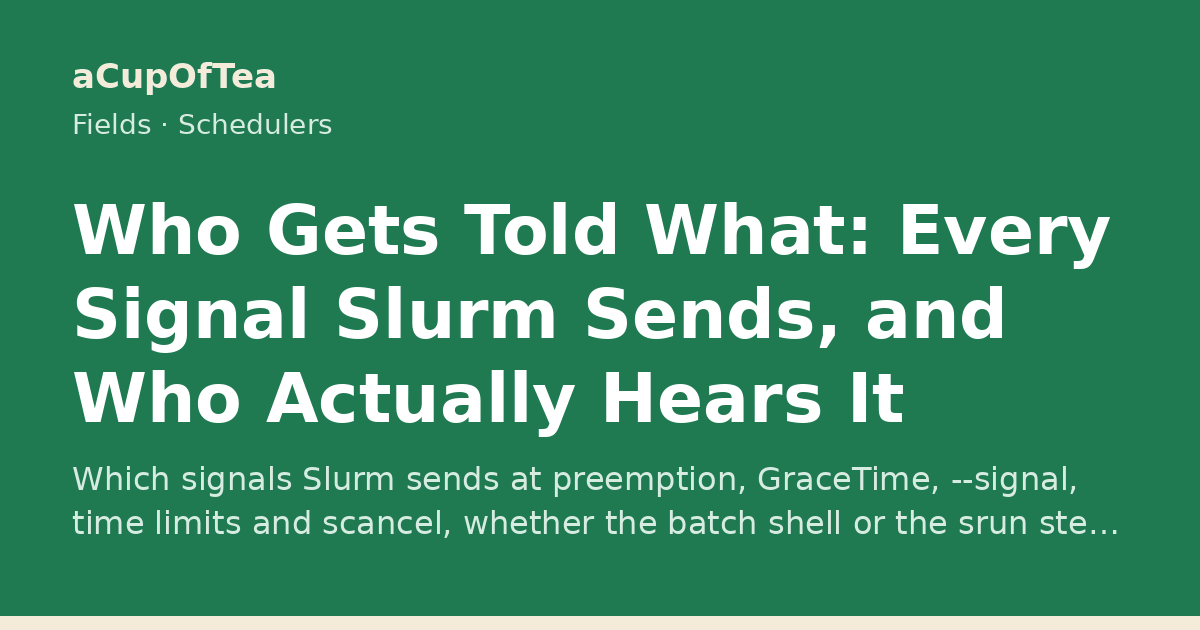 aCupOfTea
Fields · Schedulers
Who Gets Told What: Every
Signal Slurm Sends, and
Who Actually Hears It
Which signals Slurm sends at preemption, GraceTime, --signal,
time limits and scancel, whether the batch shell or the srun ste…